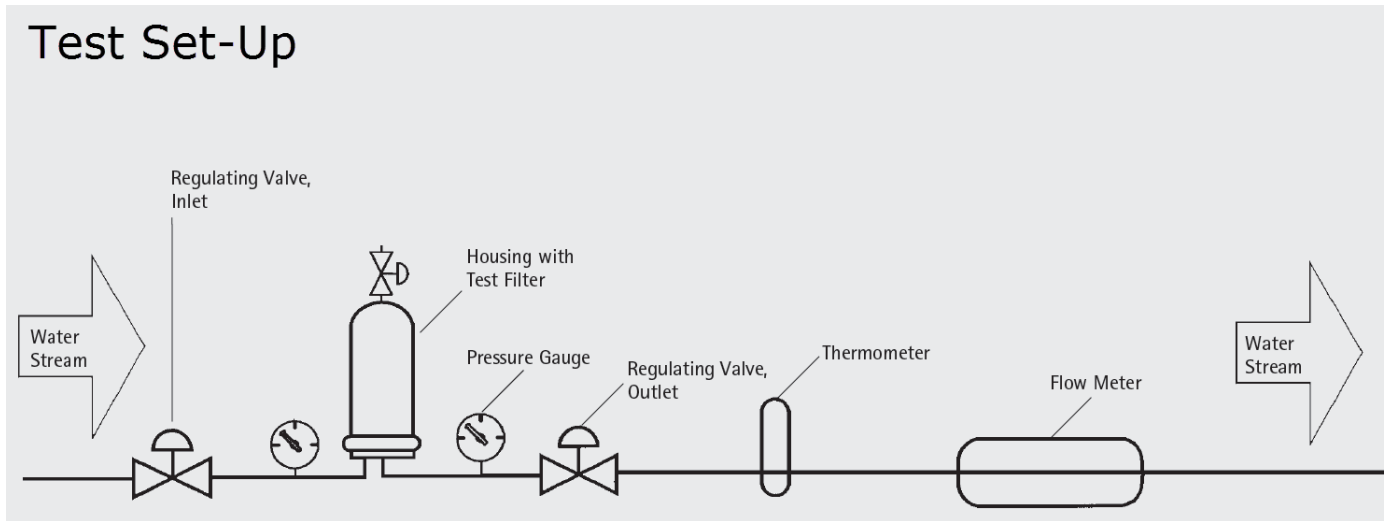 Test Set-Up
Regulating Valve,
Inlet
Housing with
Test Filter
Water
Stream
Pressure Gauge
Regulating Valve,
Outlet
Thermometer
Flow Meter
Water
Stream